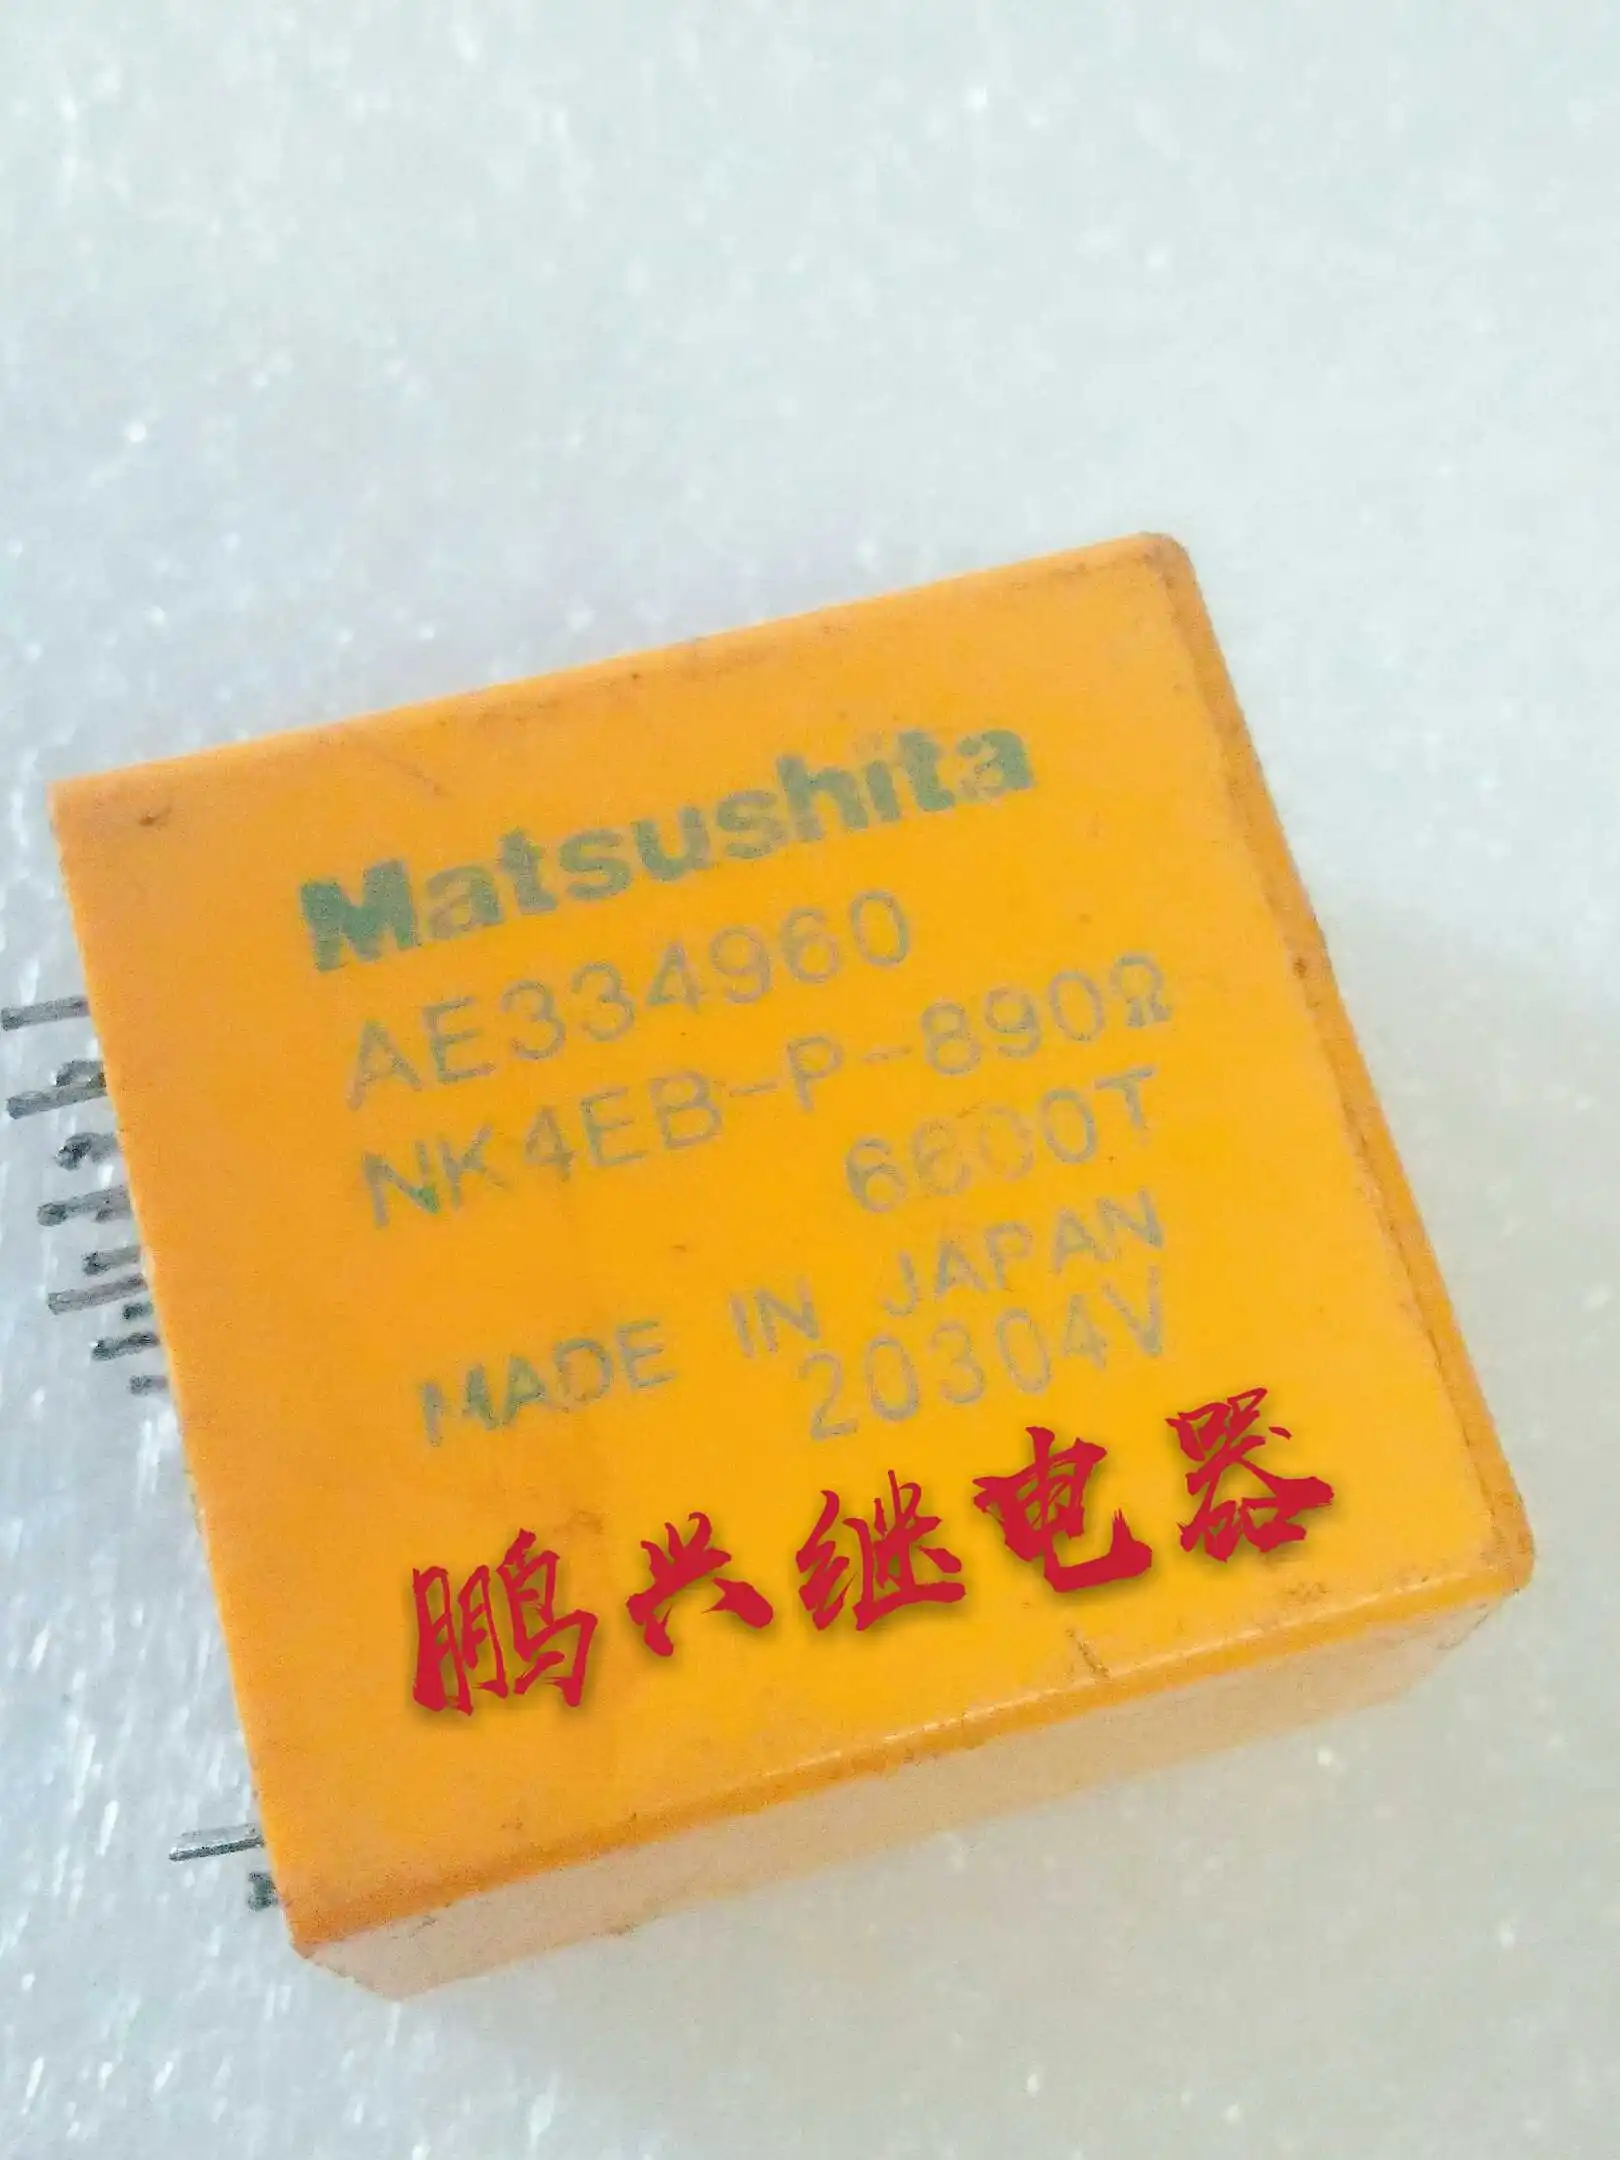 Matsushita
AE334960
NK4EB-P-890Ω
6600T
MADE IN JAPAN
20304V
鹏兴继电器